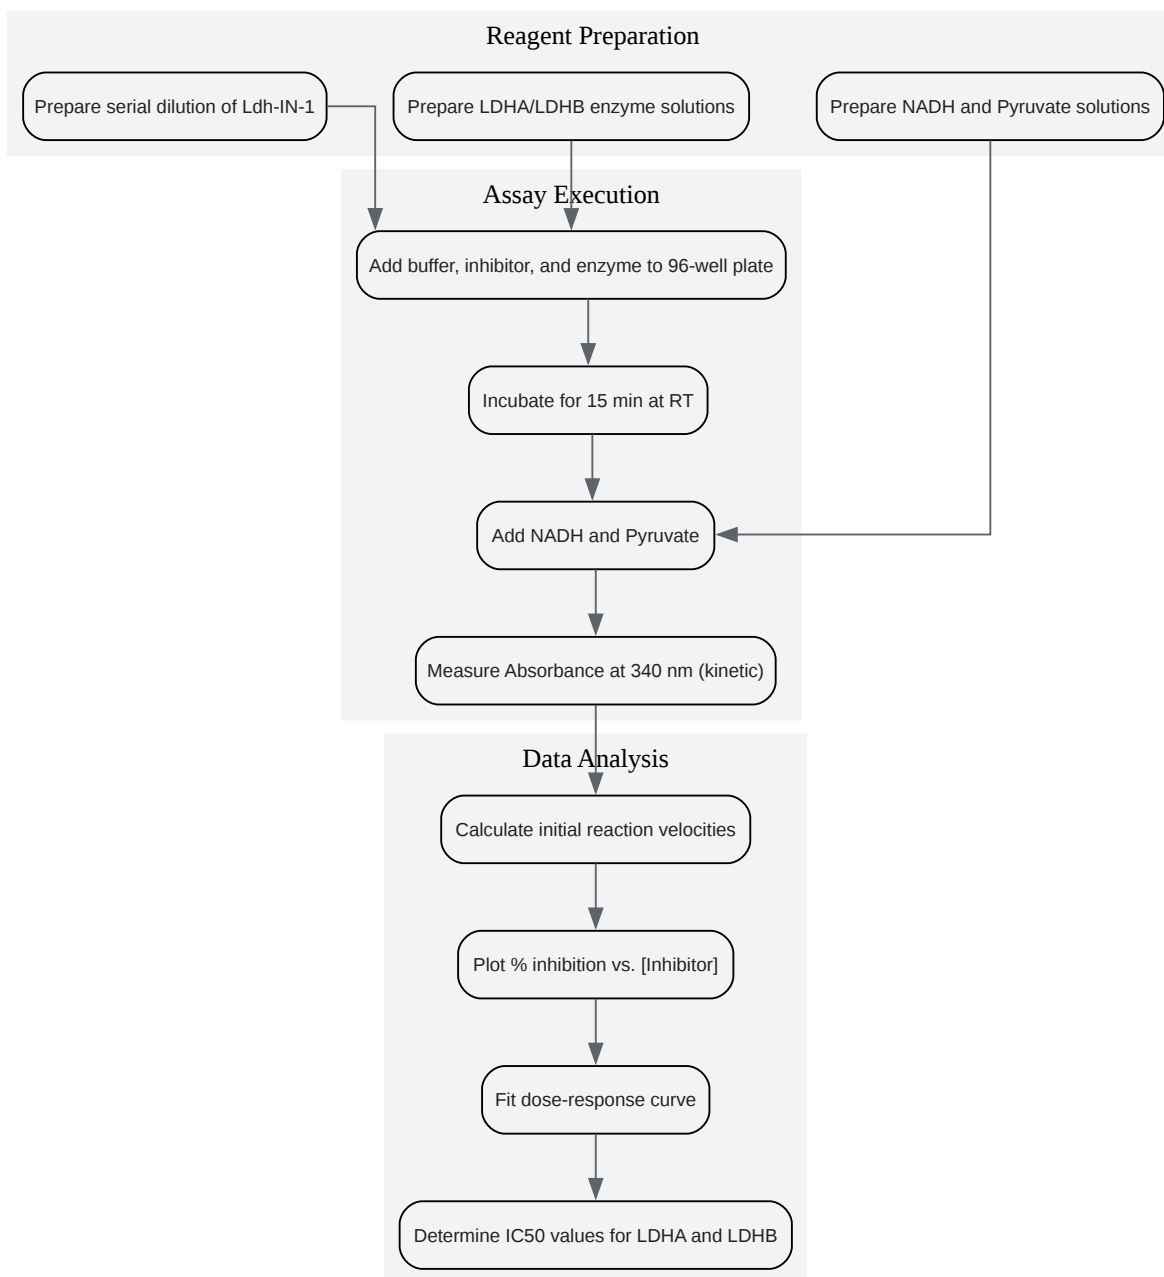 Reagent Preparation
Prepare serial dilution of Ldh-IN-1
Prepare LDHA/LDHB enzyme solutions
Prepare NADH and Pyruvate solutions
Assay Execution
Add buffer, inhibitor, and enzyme to 96-well plate
Incubate for 15 min at RT
Add NADH and Pyruvate
Measure Absorbance at 340 nm (kinetic)
Data Analysis
Calculate initial reaction velocities
Plot % inhibition vs. [Inhibitor]
Fit dose-response curve
Determine IC50 values for LDHA and LDHB